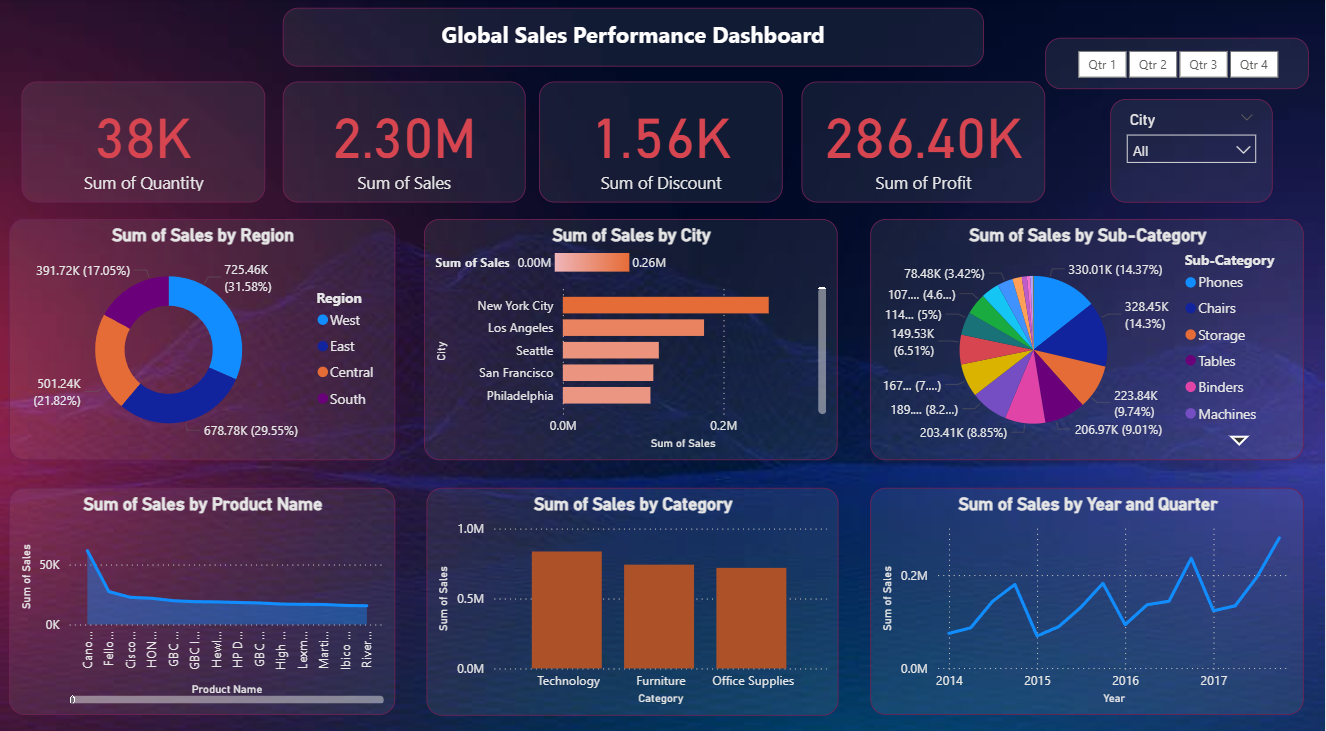 Global Sales Performance Dashboard
Qtr 1 Qtr 2 Qtr 3 Qtr 4
38K
Sum of Quantity
2.30M
Sum of Sales
1.56K
Sum of Discount
286.40K
Sum of Profit
City
All
Sum of Sales by Region
391.72K (17.05%)
725.46K
(31.58%)
501.24K
(21.82%)
678.78K (29.55%)
Region
West
East
Central
South
Sum of Sales by City
Sum of Sales 0.00M 0.26M
City
New York City
Los Angeles
Seattle
San Francisco
Philadelphia
0.0M 0.2M
Sum of Sales
Sum of Sales by Sub-Category
78.48K (3.42%)
107.... (4.6...)
114... (5%)
149.53K
(6.51%)
167... (7....)
189.... (8.2...)
203.41K (8.85%)
330.01K (14.37%)
328.45K
(14.3%)
223.84K
(9.74%)
206.97K (9.01%)
Sub-Category
Phones
Chairs
Storage
Tables
Binders
Machines
Sum of Sales by Product Name
Sum of Sales
50K
0K
Cano...
Fello...
Cisco...
HON...
GBC ...
GBC I...
Hewl...
HP D...
GBC ...
High ...
Lexm...
Marti...
Ibico ...
River...
Product Name
Sum of Sales by Category
Sum of Sales
1.0M
0.5M
0.0M
Technology Furniture Office Supplies
Category
Sum of Sales by Year and Quarter
Sum of Sales
0.2M
0.0M
2014 2015 2016 2017
Year